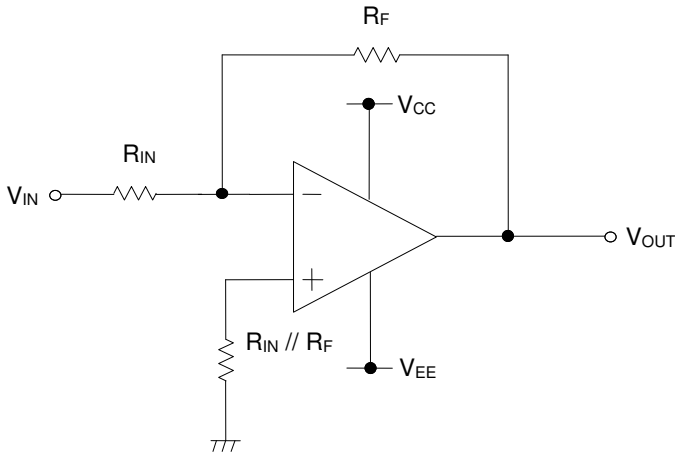 RF
VCC
RIN
VIN
−
VOUT
+
RIN // RF
VEE